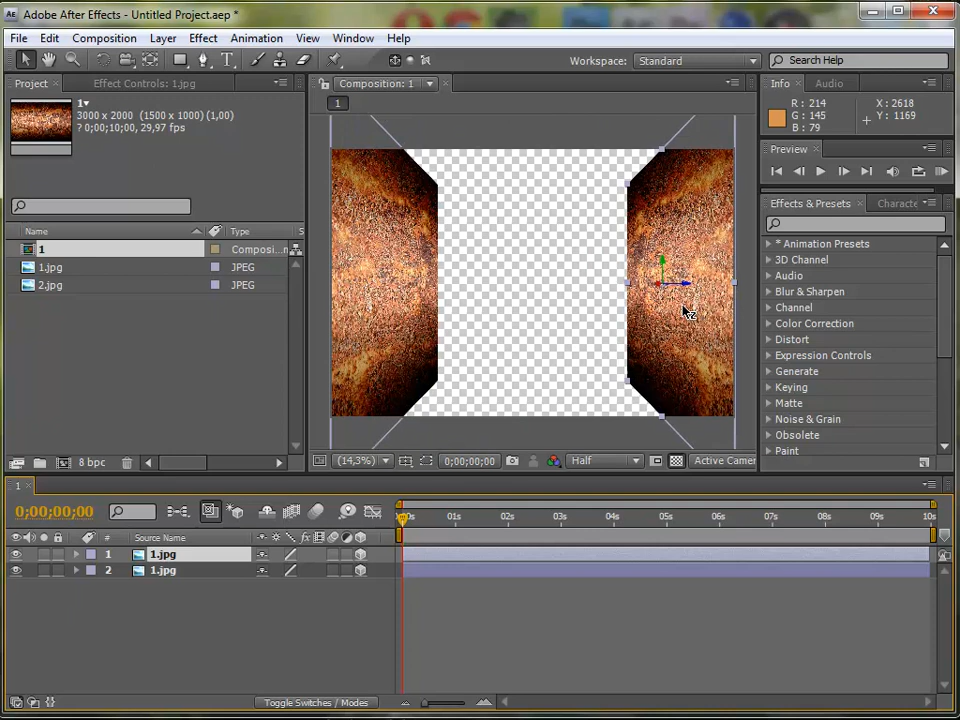 Adobe After Effects - Untitled Project.aep *
File Edit Composition Layer Effect Animation View Window Help
Workspace: Standard Search Help
Project Effect Controls: 1.jpg
1
3000 x 2000 (1500 x 1000) (1,00)
? 0;00;10;00, 29,97 fps
Name Type
1 Composi...
1.jpg JPEG
2.jpg JPEG
8 bpc
Composition: 1
1
(14,3%) 0;00;00;00 Half Active Camer
Info Audio
R: 214
G: 145
B: 79
X: 2618
Y: 1169
Preview
Effects & Presets Characte
* Animation Presets
3D Channel
Audio
Blur & Sharpen
Channel
Color Correction
Distort
Expression Controls
Generate
Keying
Matte
Noise & Grain
Obsolete
Paint
1
0;00;00;00
# Source Name
01s 02s 03s 04s 05s 06s 07s 08s 09s 10s
1 1.jpg
2 1.jpg
Toggle Switches / Modes